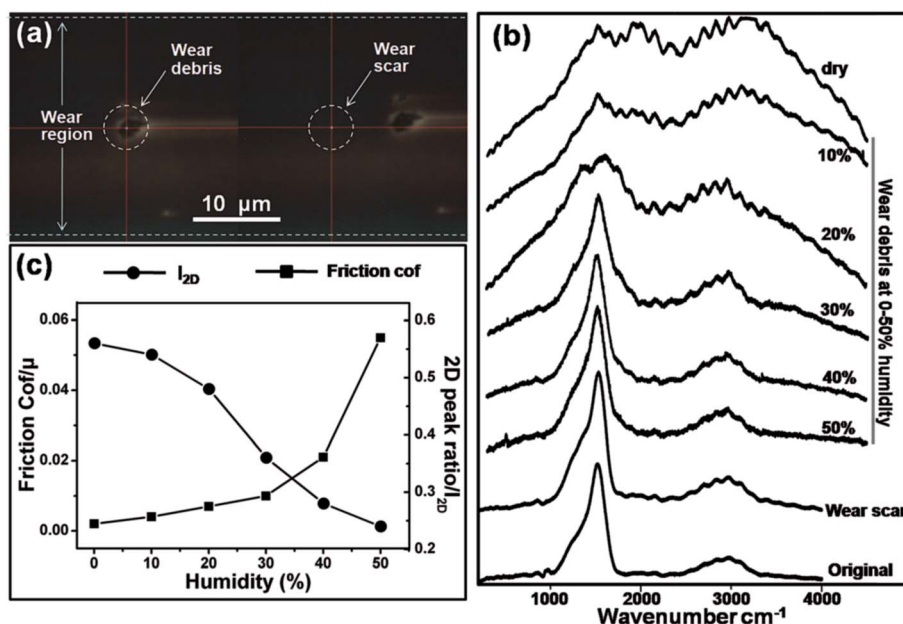 (a)
Wear
debris
Wear
scar
Wear
region
10 μm
(b)
dry
10%
20%
30%
40%
50%
Wear scar
Original
Wear debris at 0-50% humidity
1000 2000 3000 4000
Wavenumber cm-1
(c)
I2D Friction cof
0.06
0.04
0.02
0.00
Friction Cof/μ
0.6
0.5
0.4
0.3
0.2
2D peak ratio/I2D
0 10 20 30 40 50
Humidity (%)